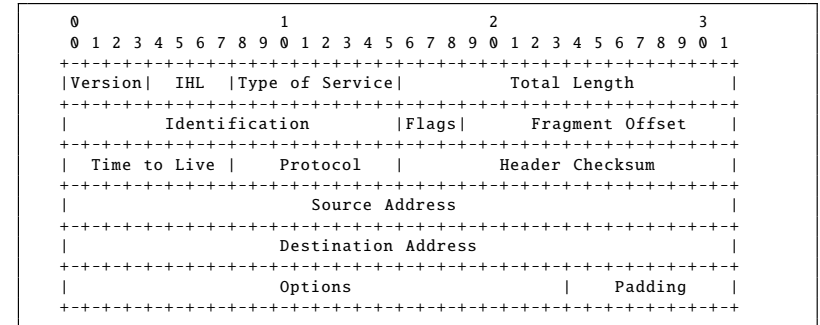 0                   1                   2                   3
0 1 2 3 4 5 6 7 8 9 0 1 2 3 4 5 6 7 8 9 0 1 2 3 4 5 6 7 8 9 0 1
+-+-+-+-+-+-+-+-+-+-+-+-+-+-+-+-+-+-+-+-+-+-+-+-+-+-+-+-+-+-+-+-+
|Version|  IHL  |Type of Service|          Total Length         |
+-+-+-+-+-+-+-+-+-+-+-+-+-+-+-+-+-+-+-+-+-+-+-+-+-+-+-+-+-+-+-+-+
|         Identification        |Flags|      Fragment Offset    |
+-+-+-+-+-+-+-+-+-+-+-+-+-+-+-+-+-+-+-+-+-+-+-+-+-+-+-+-+-+-+-+-+
|  Time to Live |    Protocol   |         Header Checksum       |
+-+-+-+-+-+-+-+-+-+-+-+-+-+-+-+-+-+-+-+-+-+-+-+-+-+-+-+-+-+-+-+-+
|                       Source Address                          |
+-+-+-+-+-+-+-+-+-+-+-+-+-+-+-+-+-+-+-+-+-+-+-+-+-+-+-+-+-+-+-+-+
|                    Destination Address                        |
+-+-+-+-+-+-+-+-+-+-+-+-+-+-+-+-+-+-+-+-+-+-+-+-+-+-+-+-+-+-+-+-+
|                    Options                    |    Padding    |
+-+-+-+-+-+-+-+-+-+-+-+-+-+-+-+-+-+-+-+-+-+-+-+-+-+-+-+-+-+-+-+-+